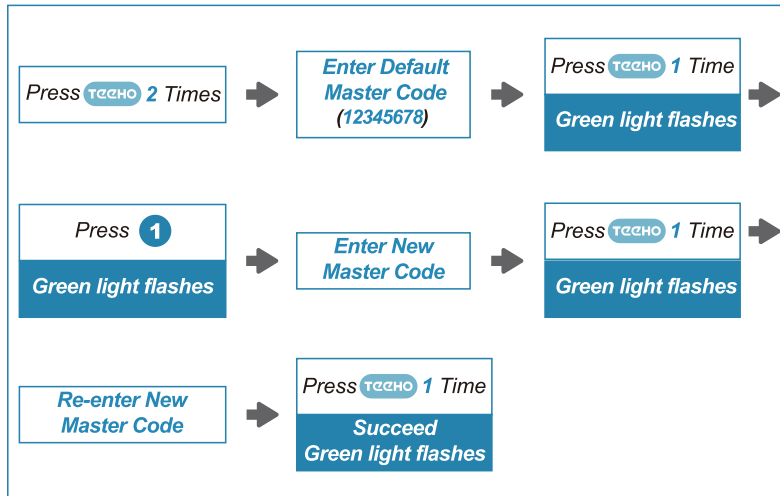 Press TEEHO 2 Times
Enter Default
Master Code
(12345678)
Press TEEHO 1 Time
Green light flashes
Press 1
Green light flashes
Enter New
Master Code
Press TEEHO 1 Time
Green light flashes
Re-enter New
Master Code
Press TEEHO 1 Time
Succeed
Green light flashes